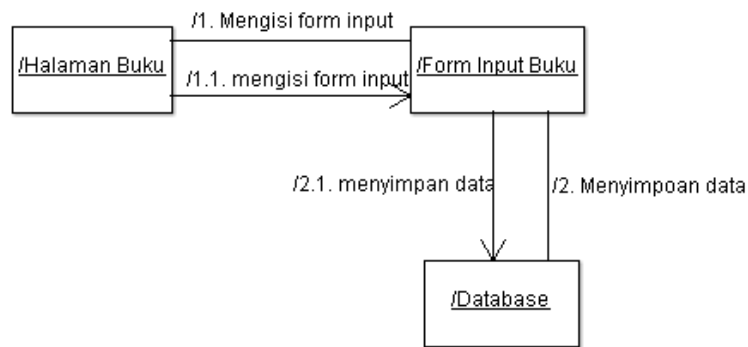 /1. Mengisi form input
/Halaman Buku
/Form Input Buku
/1.1. mengisi form input
/2.1. menyimpan data
/2. Menyimpoan data
/Database